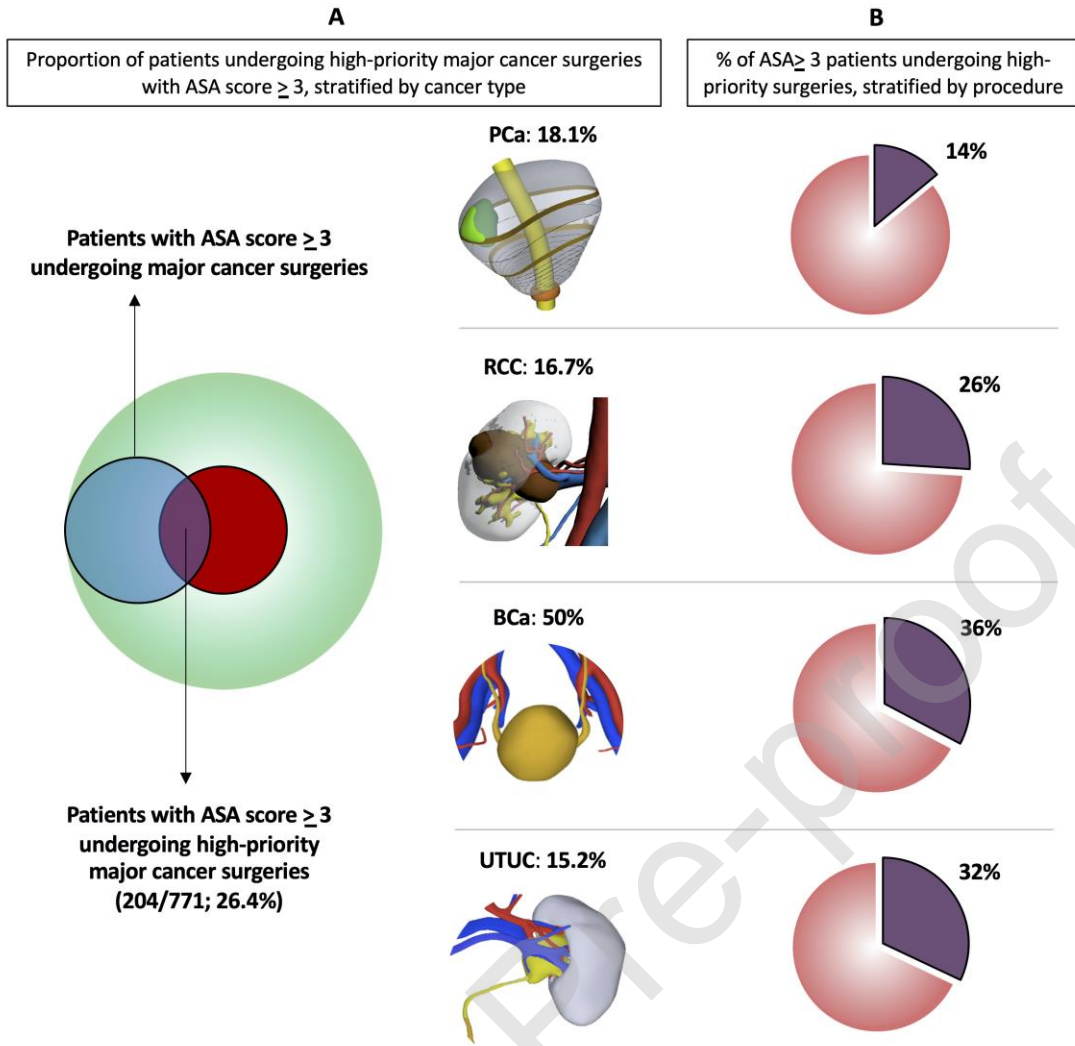 A
Proportion of patients undergoing high-priority major cancer surgeries
with ASA score ≥ 3, stratified by cancer type
B
% of ASA≥ 3 patients undergoing high-
priority surgeries, stratified by procedure
PCa: 18.1%
14%
Patients with ASA score ≥ 3
undergoing major cancer surgeries
RCC: 16.7%
26%
BCa: 50%
36%
Patients with ASA score ≥ 3
undergoing high-priority
major cancer surgeries
(204/771; 26.4%)
UTUC: 15.2%
32%
Pre-proof